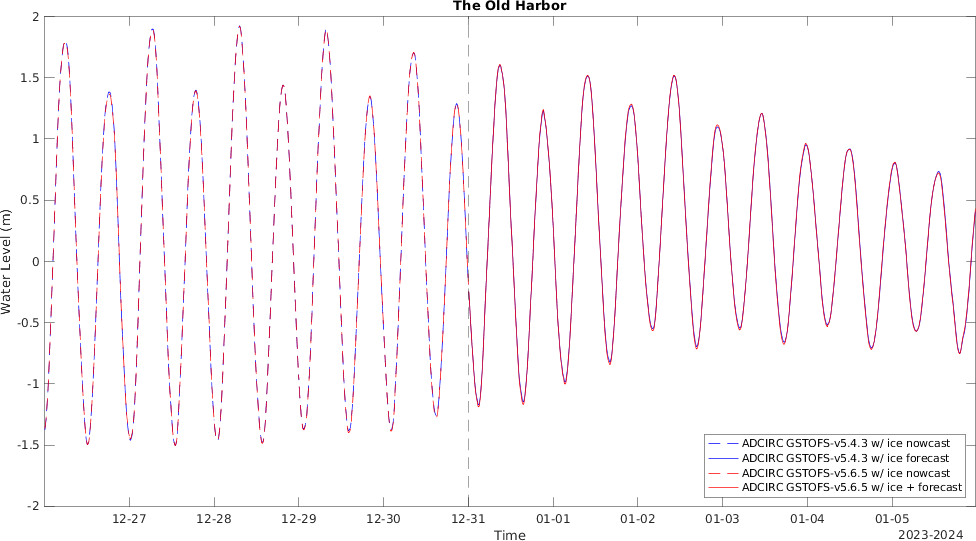 The Old Harbor
2
1.5
1
0.5
0
-0.5
-1
-1.5
-2
Water Level (m)
12-27 12-28 12-29 12-30 12-31 01-01 01-02 01-03 01-04 01-05
Time
2023-2024
ADCIRC GSTOFS-v5.4.3 w/ ice nowcast
ADCIRC GSTOFS-v5.4.3 w/ ice forecast
ADCIRC GSTOFS-v5.6.5 w/ ice nowcast
ADCIRC GSTOFS-v5.6.5 w/ ice + forecast